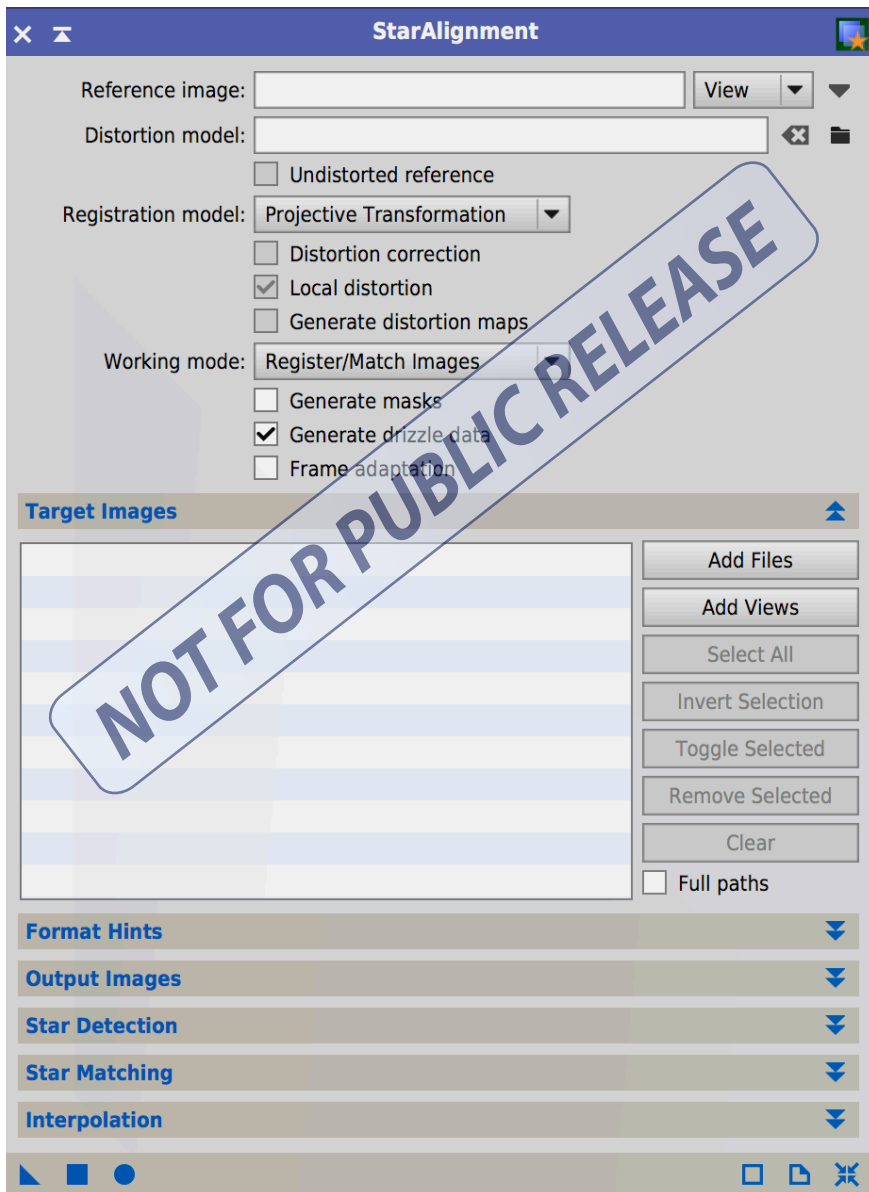 StarAlignment
Reference image: View
Distortion model:
Undistorted reference
Registration model: Projective Transformation
Distortion correction
Local distortion
Generate distortion maps
Working mode: Register/Match Images
Generate masks
Generate drizzle data
Frame adaptation
NOT FOR PUBLIC RELEASE
Target Images
Add Files
Add Views
Select All
Invert Selection
Toggle Selected
Remove Selected
Clear
Full paths
Format Hints
Output Images
Star Detection
Star Matching
Interpolation